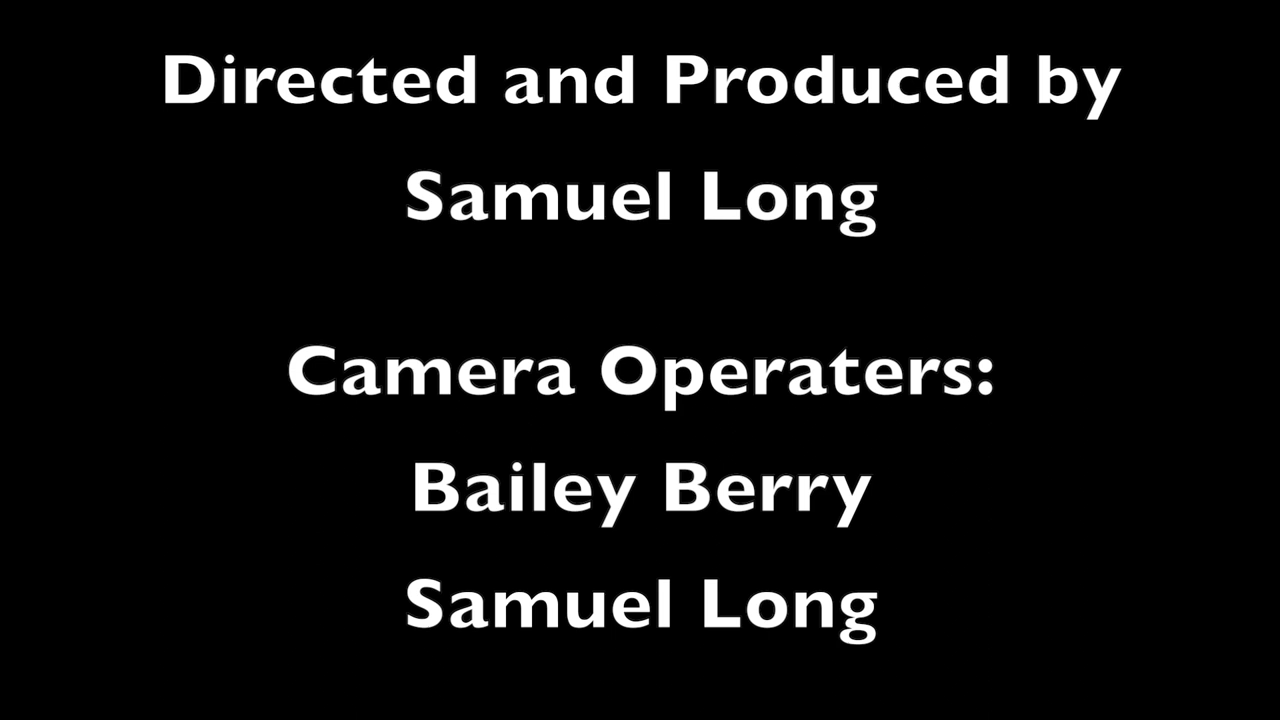 Directed and Produced by
Samuel Long
Camera Operaters:
Bailey Berry
Samuel Long